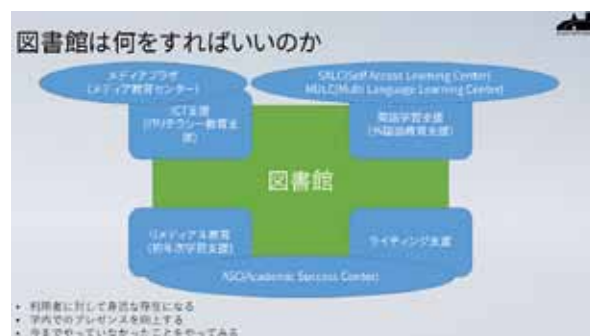 図書館は何をすればいいのか
メディアプラザ
(メディア教育センター)
SALC(Self Access Learning Center)
MULC(Multi Language Learning Center)
ICT支援
(ITリテラシー教育支
援)
英語学習支援
(外国語教育支援)
図書館
リメディアル教育
(初年次学習支援)
ライティング支援
ASC(Academic Success Center)
• 利用者に対して身近な存在になる
• 学内でのプレゼンスを向上する
• 今までやっていなかったことをやってみる